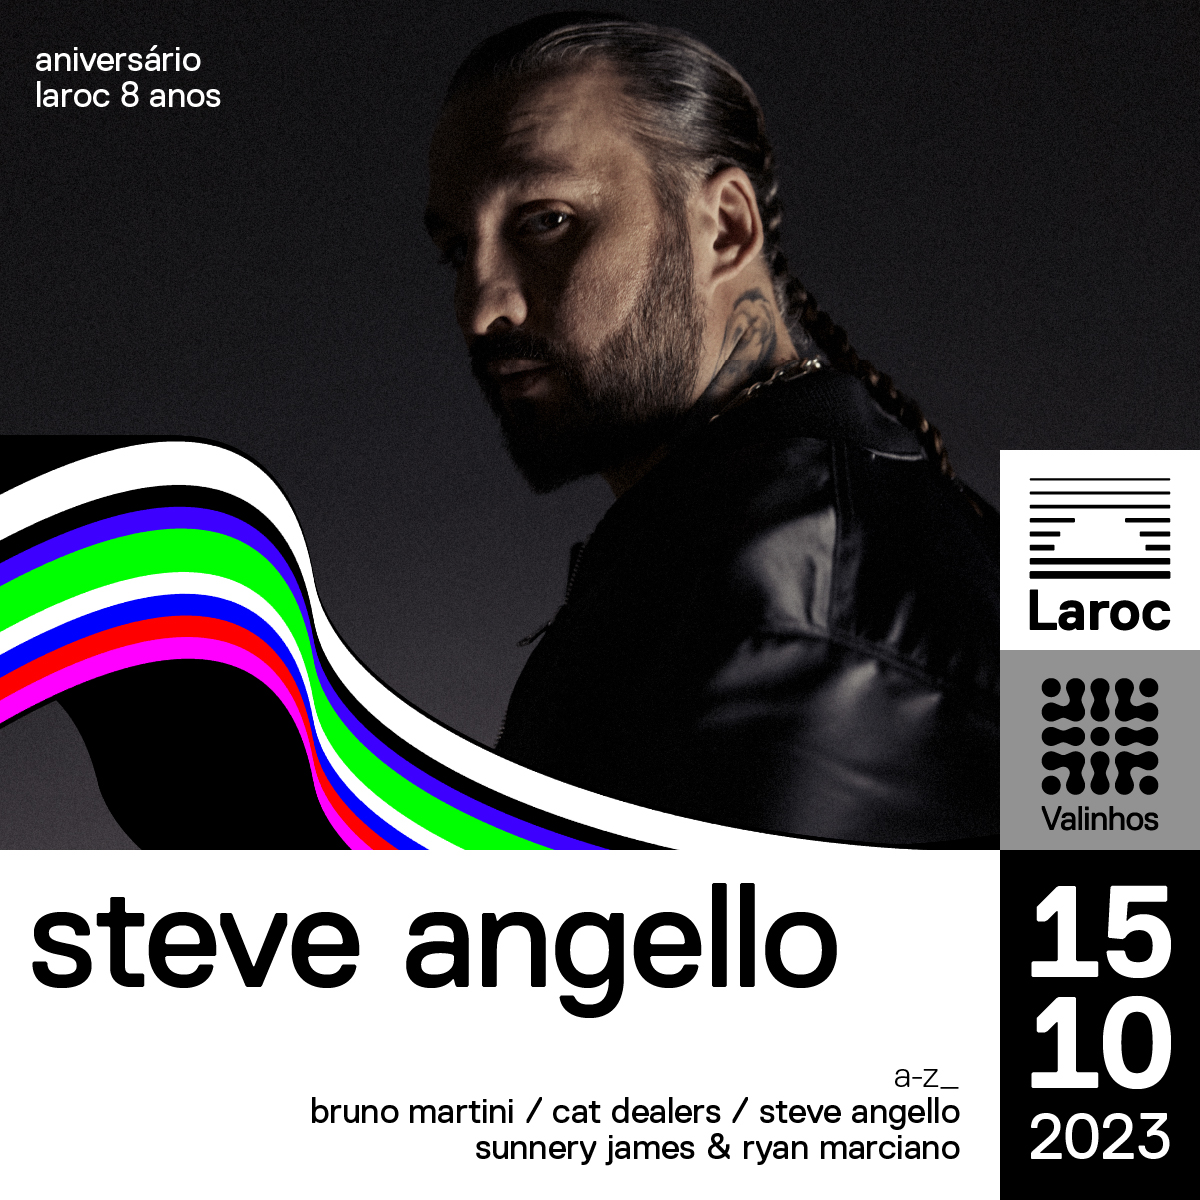 aniversário
laroc 8 anos
Laroc
Valinhos
steve angello
15
10
2023
a-z_
bruno martini / cat dealers / steve angello
sunnery james & ryan marciano